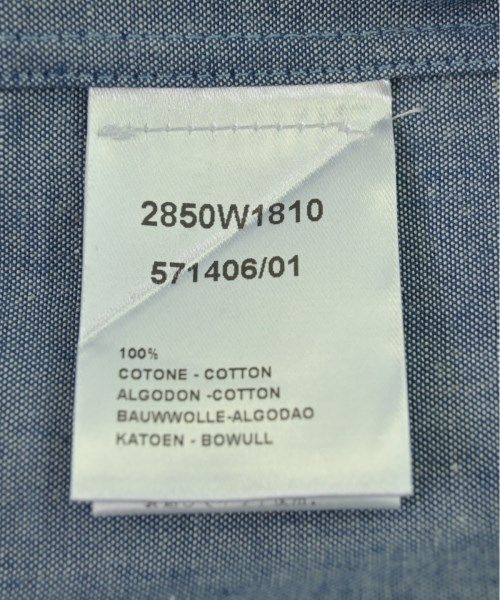 2850W1810
571406/01
100%
COTONE - COTTON
ALGODON -COTTON
BAUWWOLLE-ALGODAO
KATOEN - BOWULL